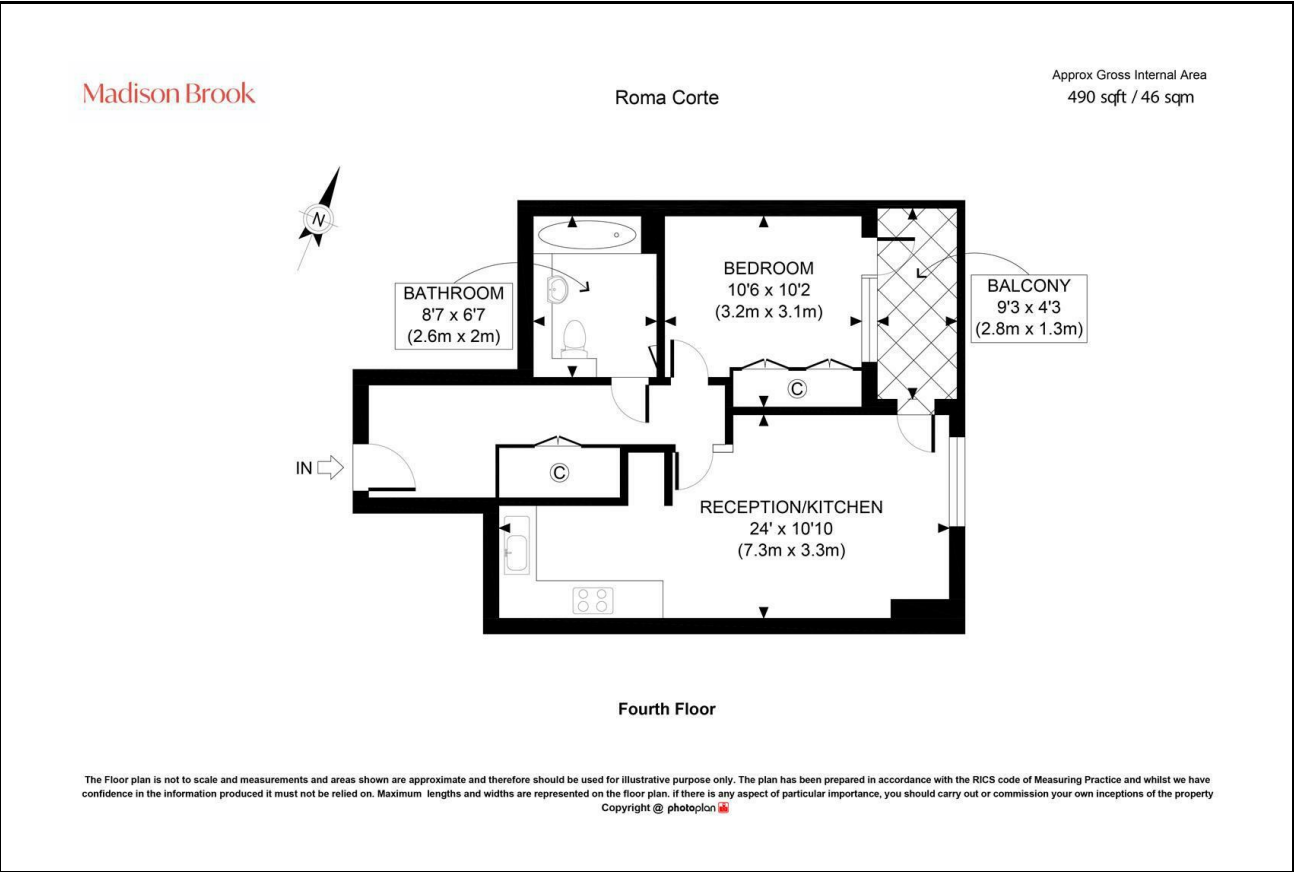 Madison Brook
Roma Corte
Approx Gross Internal Area
490 sqft / 46 sqm
N
BATHROOM
8'7 x 6'7
(2.6m x 2m)
BEDROOM
10'6 x 10'2
(3.2m x 3.1m)
BALCONY
9'3 x 4'3
(2.8m x 1.3m)
C
IN
C
RECEPTION/KITCHEN
24' x 10'10
(7.3m x 3.3m)
Fourth Floor
The Floor plan is not to scale and measurements and areas shown are approximate and therefore should be used for illustrative purpose only. The plan has been prepared in accordance with the RICS code of Measuring Practice and whilst we have
confidence in the information produced it must not be relied on. Maximum lengths and widths are represented on the floor plan. if there is any aspect of particular importance, you should carry out or commission your own inceptions of the property
Copyright @ photoplan